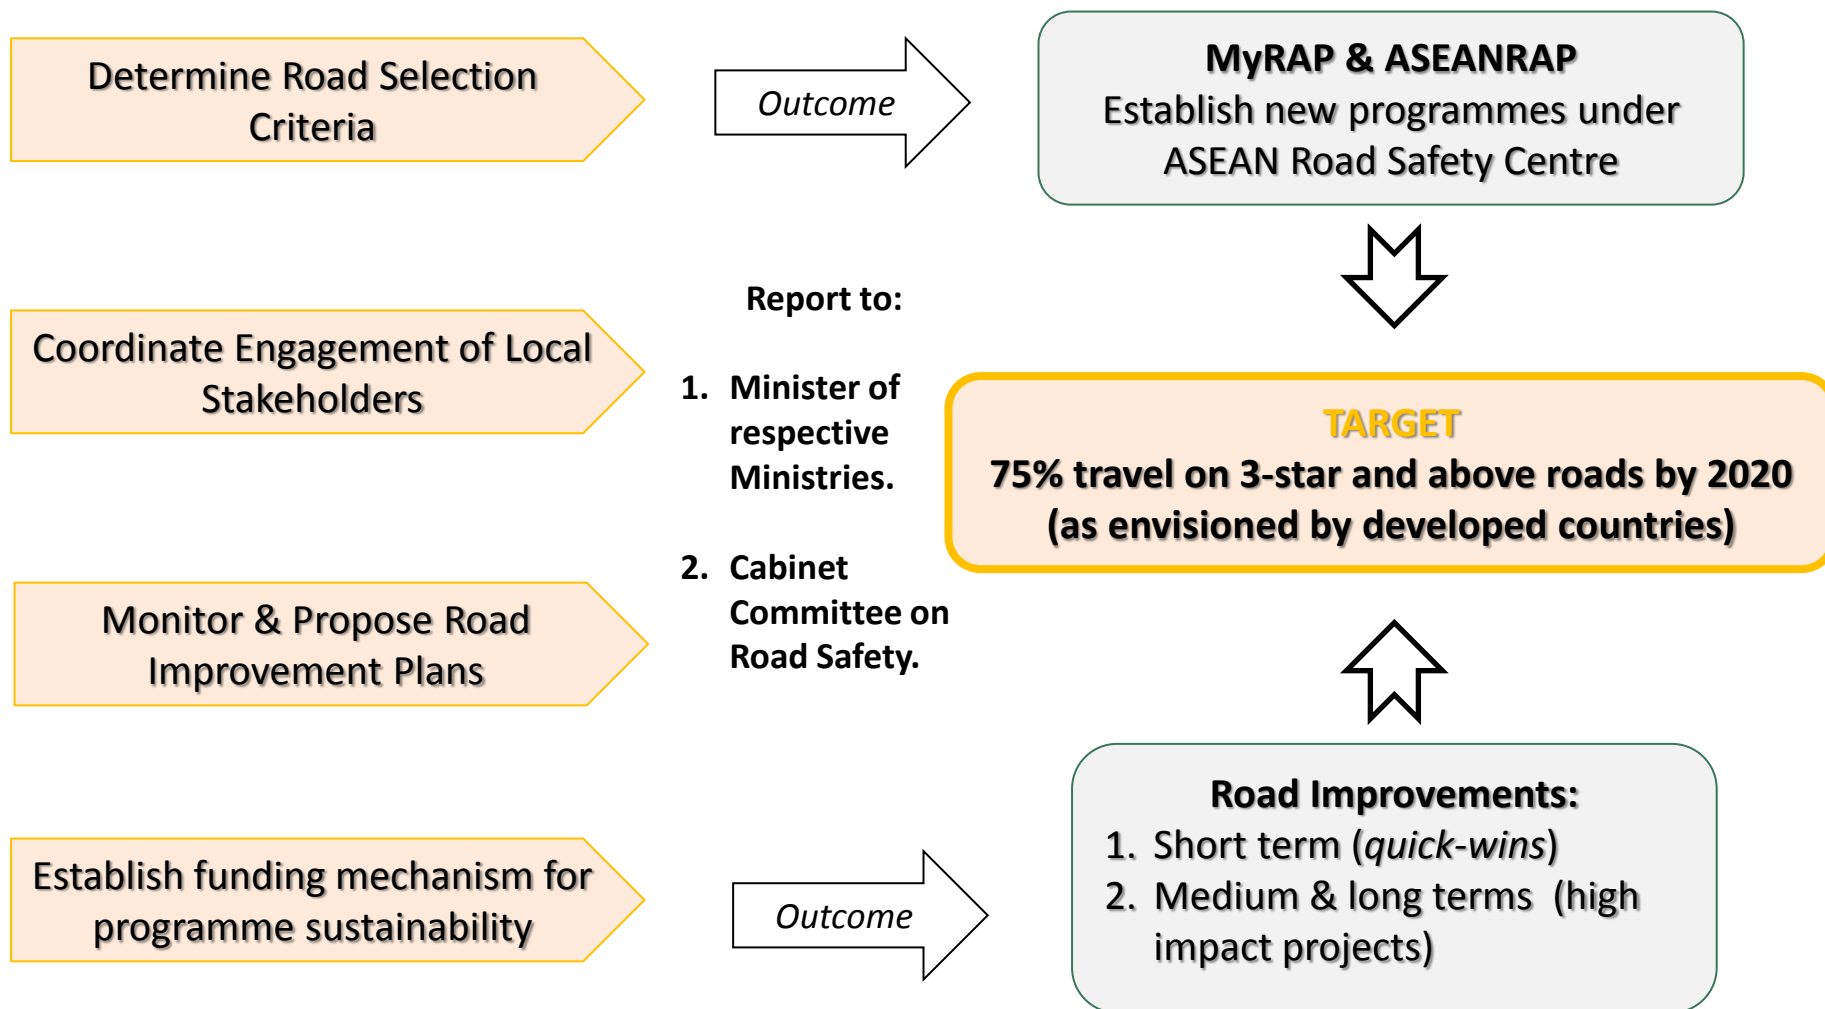 Determine Road Selection
Criteria
Outcome
MyRAP & ASEANRAP
Establish new programmes under
ASEAN Road Safety Centre
Coordinate Engagement of Local
Stakeholders
Report to:
1. Minister of
respective
Ministries.
2. Cabinet
Committee on
Road Safety.
TARGET
75% travel on 3-star and above roads by 2020
(as envisioned by developed countries)
Monitor & Propose Road
Improvement Plans
Establish funding mechanism for
programme sustainability
Outcome
Road Improvements:
1. Short term (quick-wins)
2. Medium & long terms (high
impact projects)